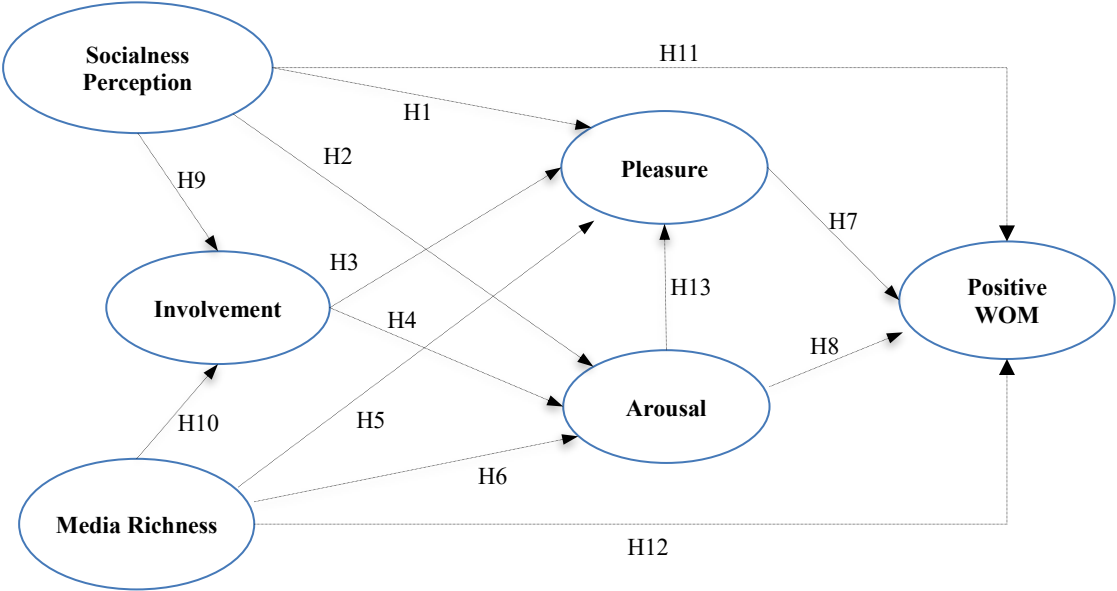 Socialness
Perception
H11
H1
H2
Pleasure
H9
H7
H3
Involvement
H4
H13
Positive
WOM
H8
H10
H5
Arousal
H6
Media Richness
H12